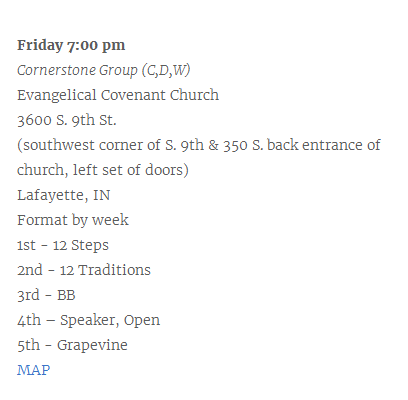 Friday 7:00 pm
Cornerstone Group (C,D,W)
Evangelical Covenant Church
3600 S. 9th St.
(southwest corner of S. 9th & 350 S. back entrance of
church, left set of doors)
Lafayette, IN
Format by week
1st - 12 Steps
2nd - 12 Traditions
3rd - BB
4th – Speaker, Open
5th - Grapevine
MAP